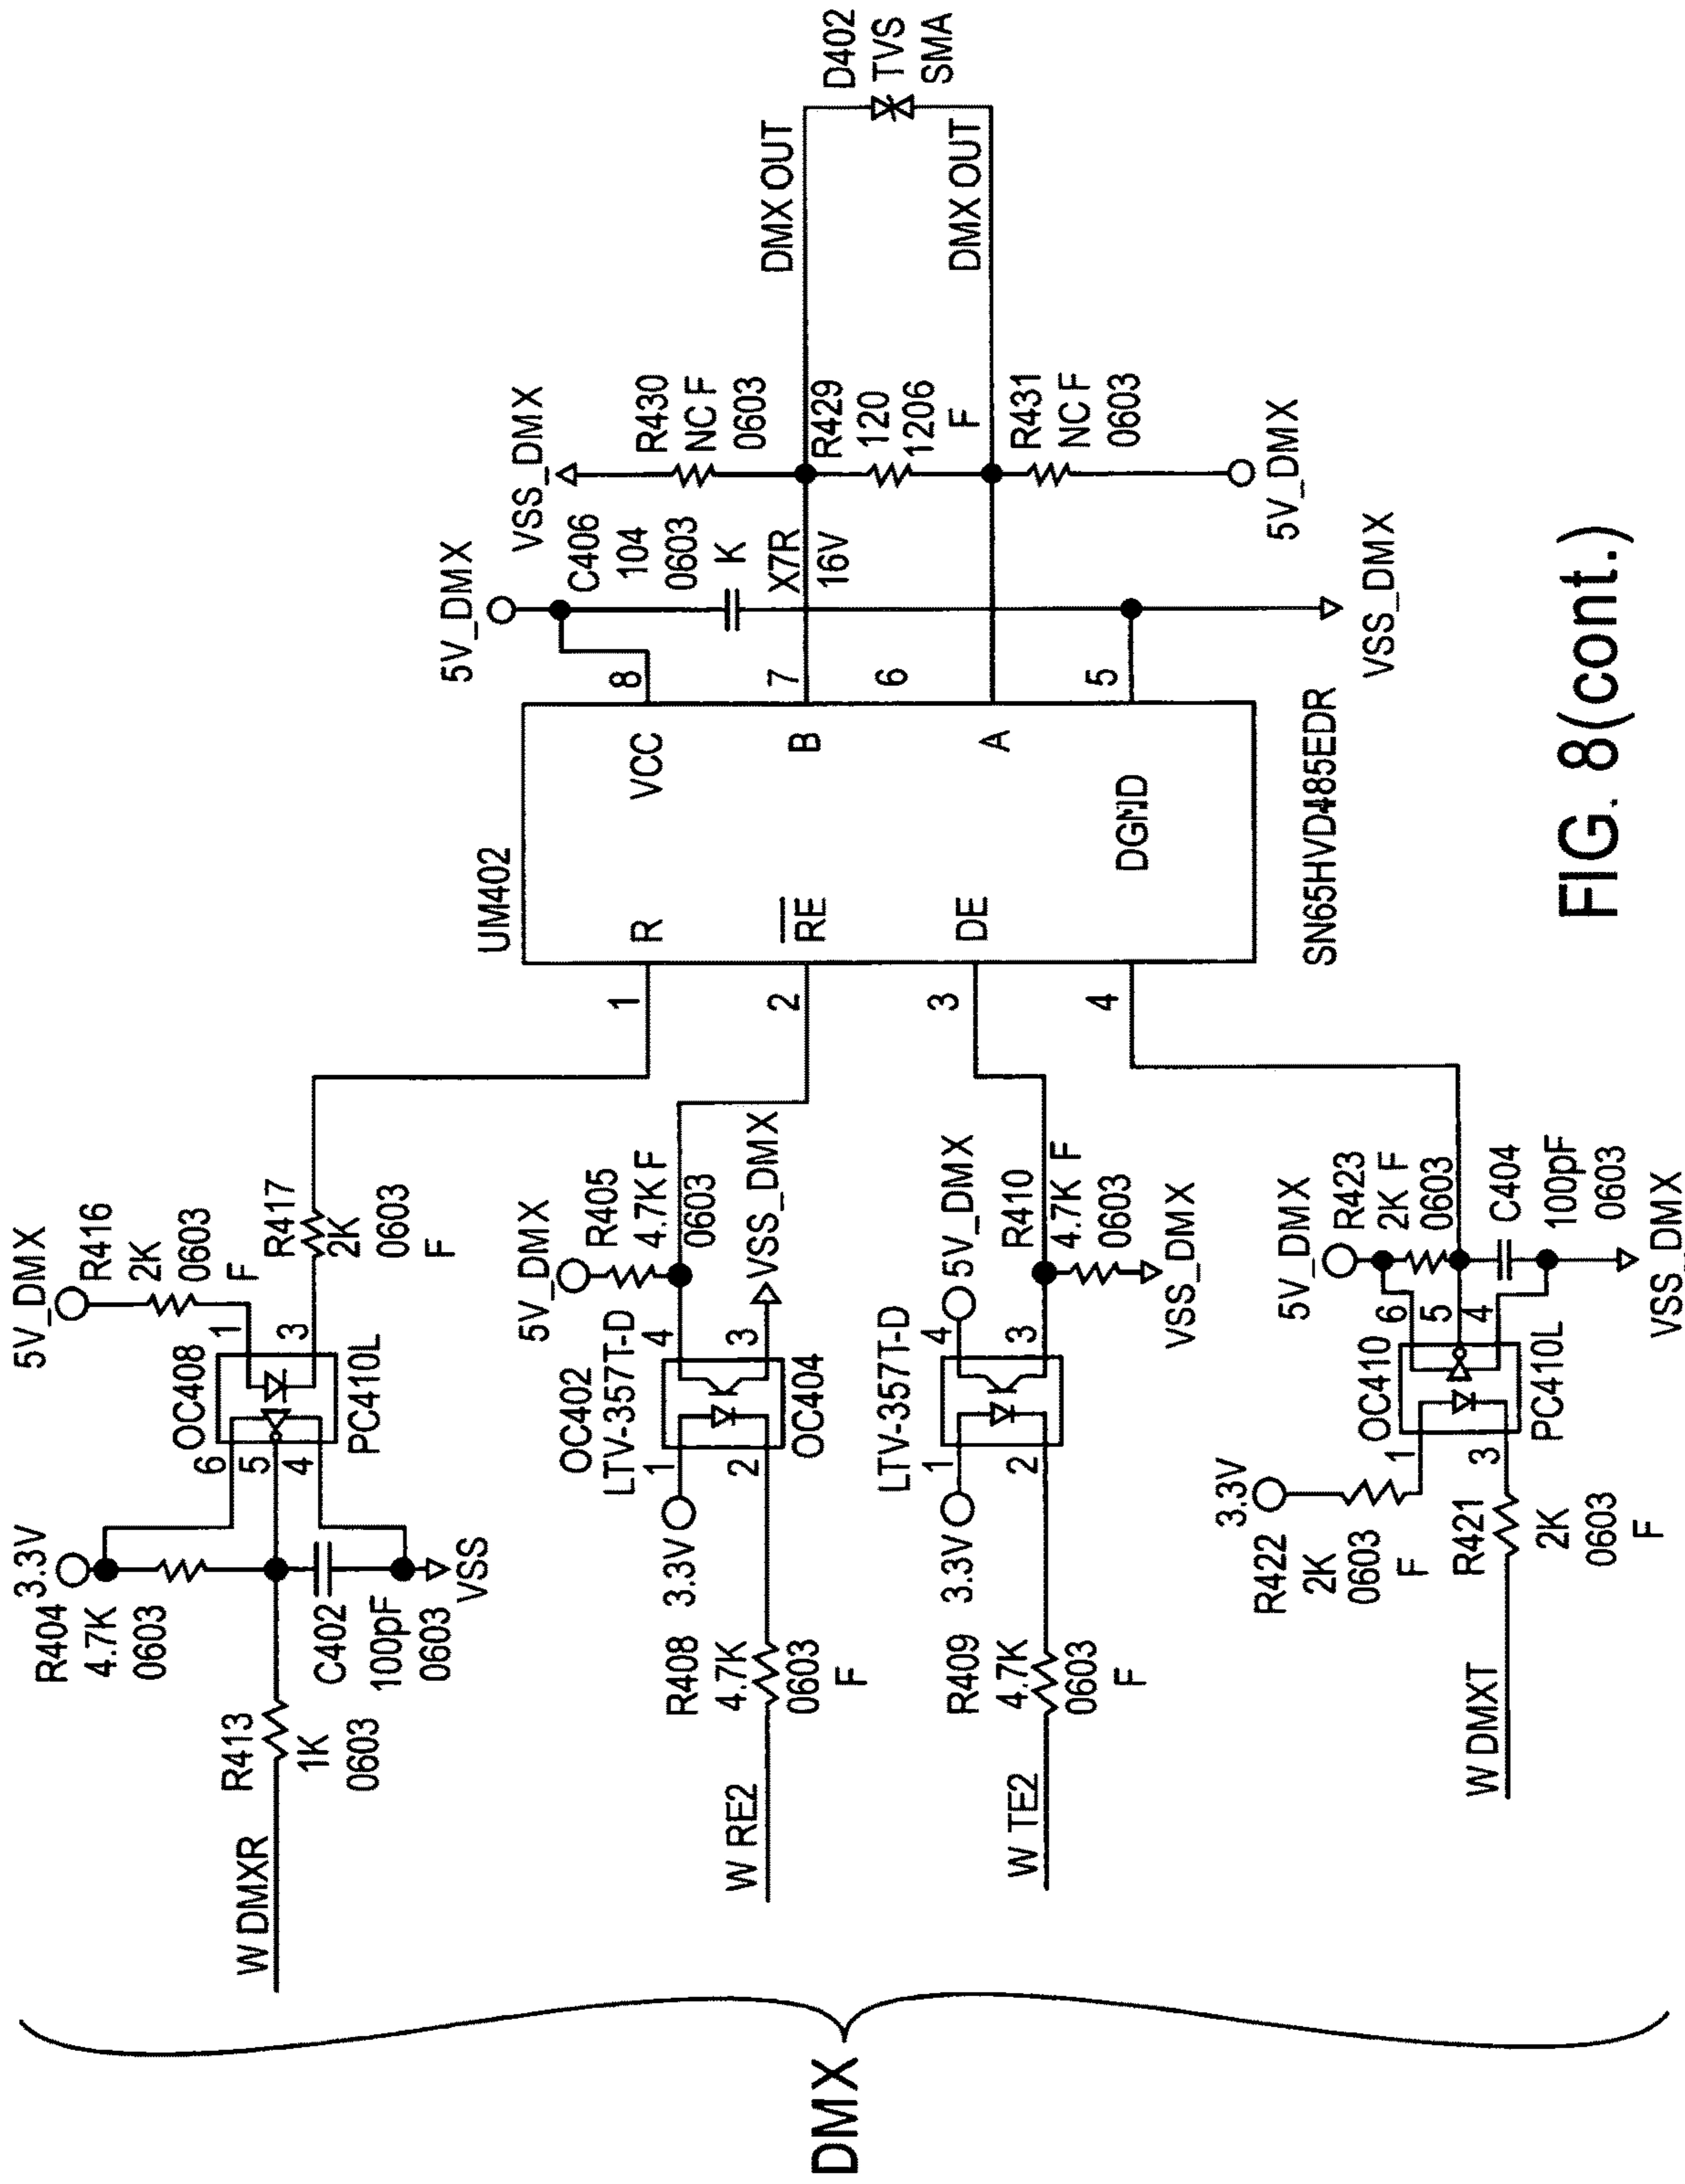 DMX
W DMXR
R413
1K
0603
R404
4.7K
0603
3.3V
C402
100pF
0603
VSS
6
5
4
OC408
PC410L
1
3
5V_DMX
R416
2K
0603
F
R417
2K
0603
F
W RE2
R408
4.7K
0603
F
3.3V
1
2
OC402
LTV-357T-D
OC404
4
3
5V_DMX
R405
4.7K F
0603
VSS_DMX
W TE2
R409
4.7K
0603
F
3.3V
1
2
LTV-357T-D
4
3
5V_DMX
R410
4.7K F
0603
VSS_DMX
W DMXT
R421
2K
0603
F
R422
2K
0603
F
3.3V
1
3
OC410
PC410L
6
5
4
5V_DMX
R423
2K F
0603
C404
100pF
0603
VSS_DMX
1
2
3
4
UM402
R
RE
DE
VCC
B
A
DGND
SN65HVD485EDR
8
7
6
5
5V_DMX
C406
104
0603
K
X7R
16V
VSS_DMX
VSS_DMX
R430
NC F
0603
R429
120
1206
F
R431
NC F
0603
5V_DMX
DMX OUT
DMX OUT
D402
TVS
SMA
FIG. 8(cont.)